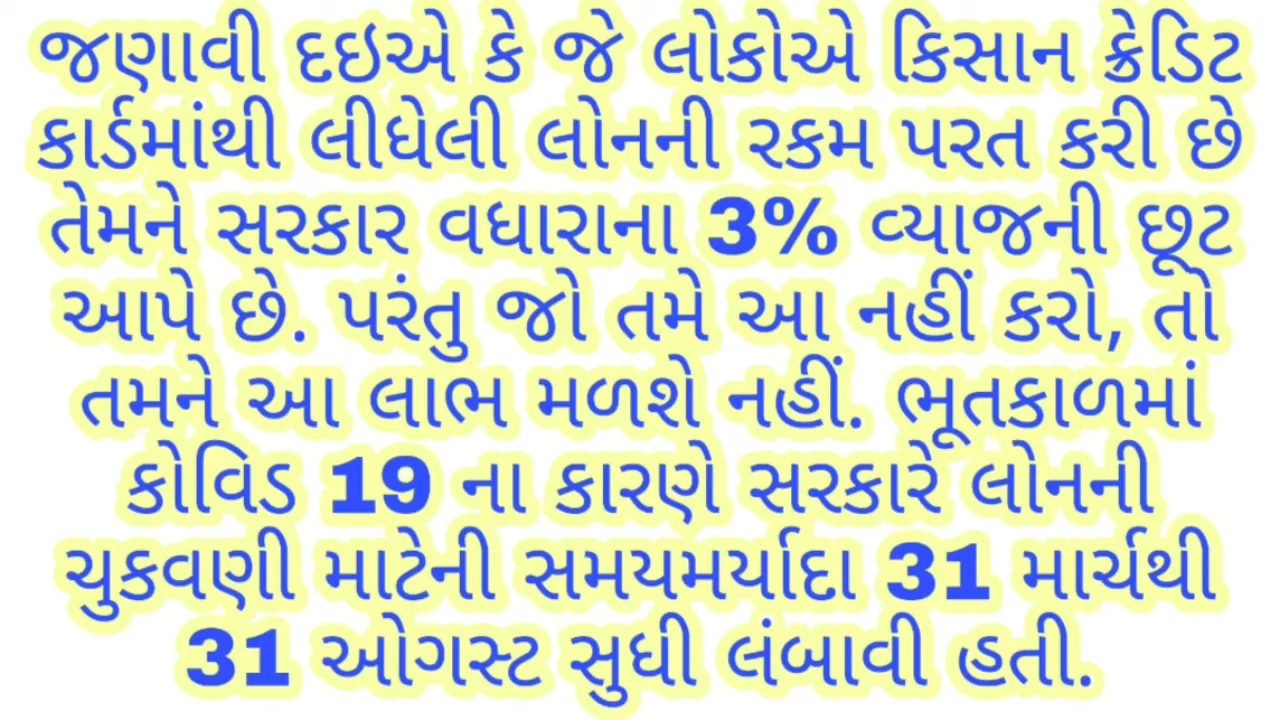 જણાવી દઇએ કે જે લોકોએ કિસાન ક્રેડિટ
કાર્ડમાંથી લીધેલી લોનની રકમ પરત કરી છે
તેમને સરકાર વધારાના 3% વ્યાજની છૂટ
આપે છે. પરંતુ જો તમે આ નહીં કરો, તો
તમને આ લાભ મળશે નહીં. ભૂતકાળમાં
કોવિડ 19 ના કારણે સરકારે લોનની
ચુકવણી માટેની સમયમર્યાદા 31 માર્ચથી
31 ઓગસ્ટ સુધી લંબાવી હતી.